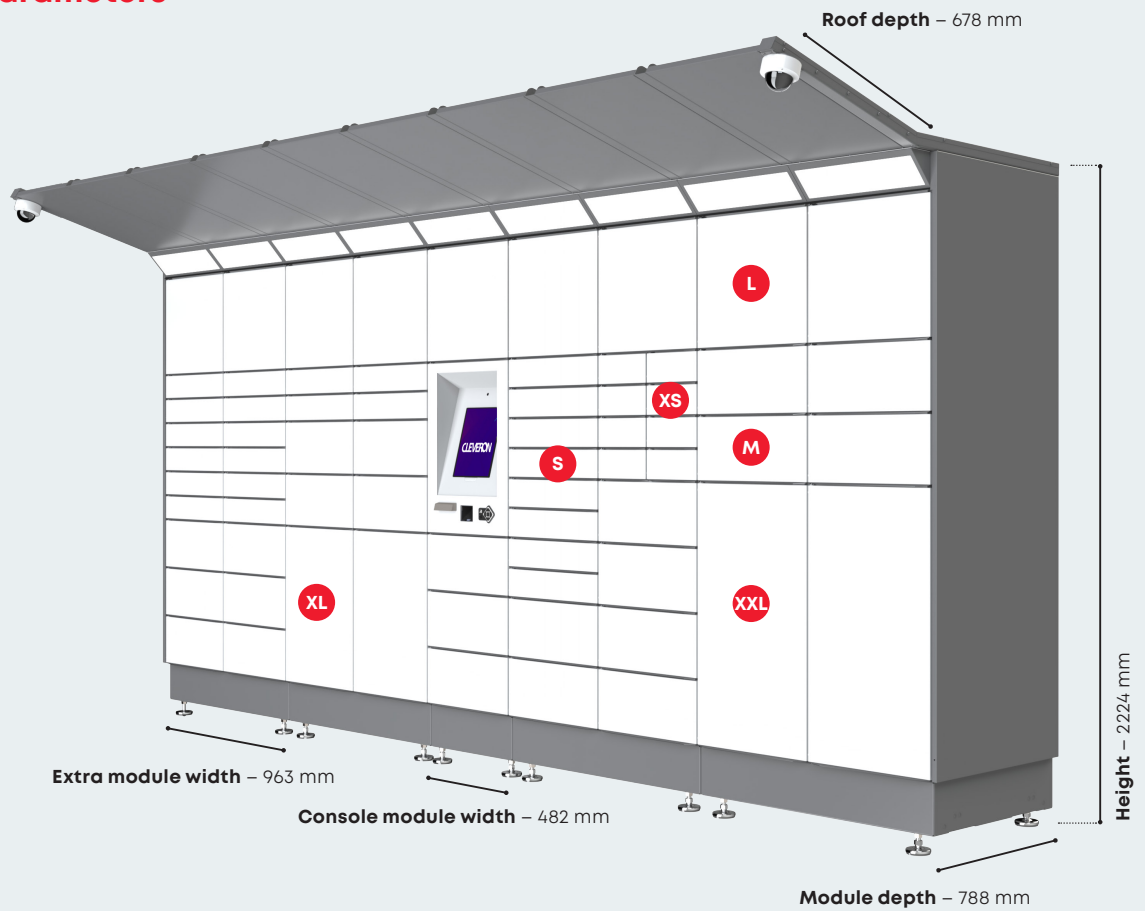 Roof depth – 678 mm
L
XS
M
S
CLEVERON
XL
XXL
Height – 2224 mm
Extra module width – 963 mm
Console module width – 482 mm
Module depth – 788 mm